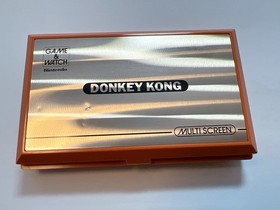 GAME
&
WATCH
Nintendo
DONKEY KONG
MULTI SCREEN